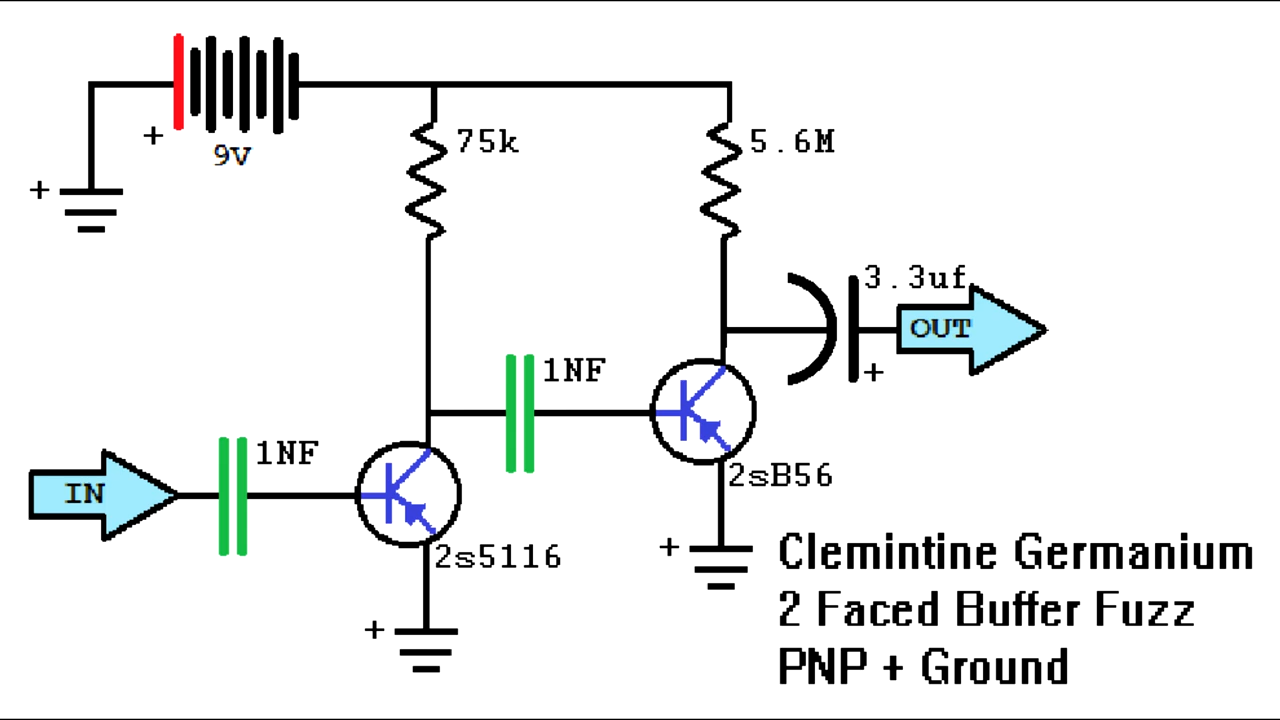 +
9V
+
75k
5.6M
3.3uf
OUT
+
1NF
1NF
IN
2sB56
2s5116
+
+
Clemintine Germanium
2 Faced Buffer Fuzz
PNP + Ground